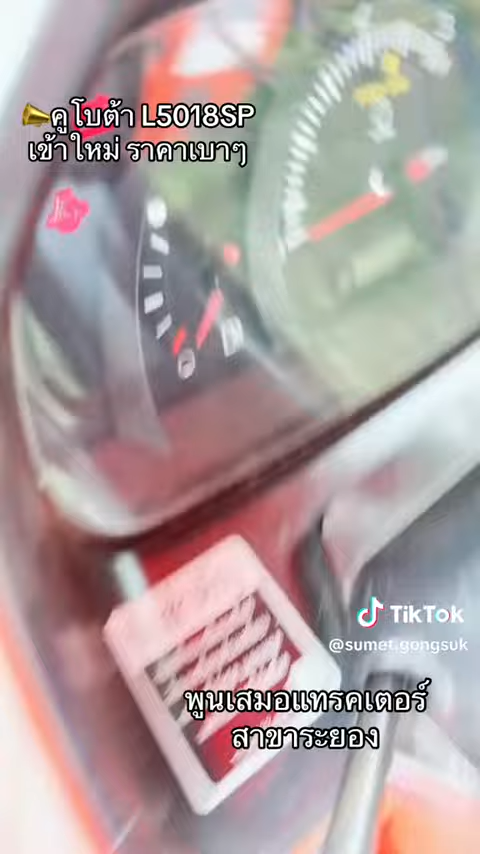 คูโบต้า L5018SP
เข้าใหม่ ราคาเบาๆ
TikTok
@sumet.gongsuk
พูนเสมอแทรคเตอร์
สาขาระยอง